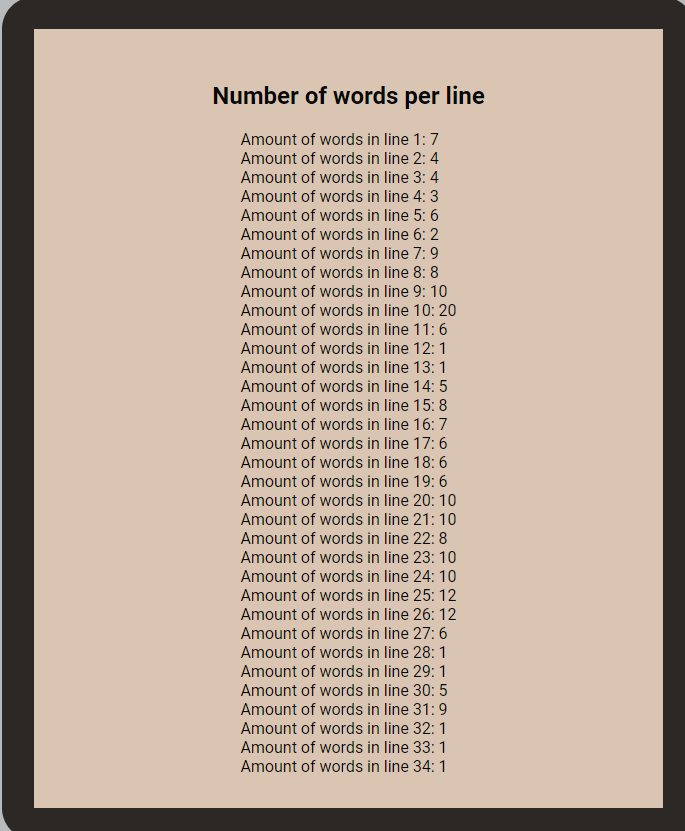 Number of words per line
Amount of words in line 1: 7
Amount of words in line 2: 4
Amount of words in line 3: 4
Amount of words in line 4: 3
Amount of words in line 5: 6
Amount of words in line 6: 2
Amount of words in line 7: 9
Amount of words in line 8: 8
Amount of words in line 9: 10
Amount of words in line 10: 20
Amount of words in line 11: 6
Amount of words in line 12: 1
Amount of words in line 13: 1
Amount of words in line 14: 5
Amount of words in line 15: 8
Amount of words in line 16: 7
Amount of words in line 17: 6
Amount of words in line 18: 6
Amount of words in line 19: 6
Amount of words in line 20: 10
Amount of words in line 21: 10
Amount of words in line 22: 8
Amount of words in line 23: 10
Amount of words in line 24: 10
Amount of words in line 25: 12
Amount of words in line 26: 12
Amount of words in line 27: 6
Amount of words in line 28: 1
Amount of words in line 29: 1
Amount of words in line 30: 5
Amount of words in line 31: 9
Amount of words in line 32: 1
Amount of words in line 33: 1
Amount of words in line 34: 1